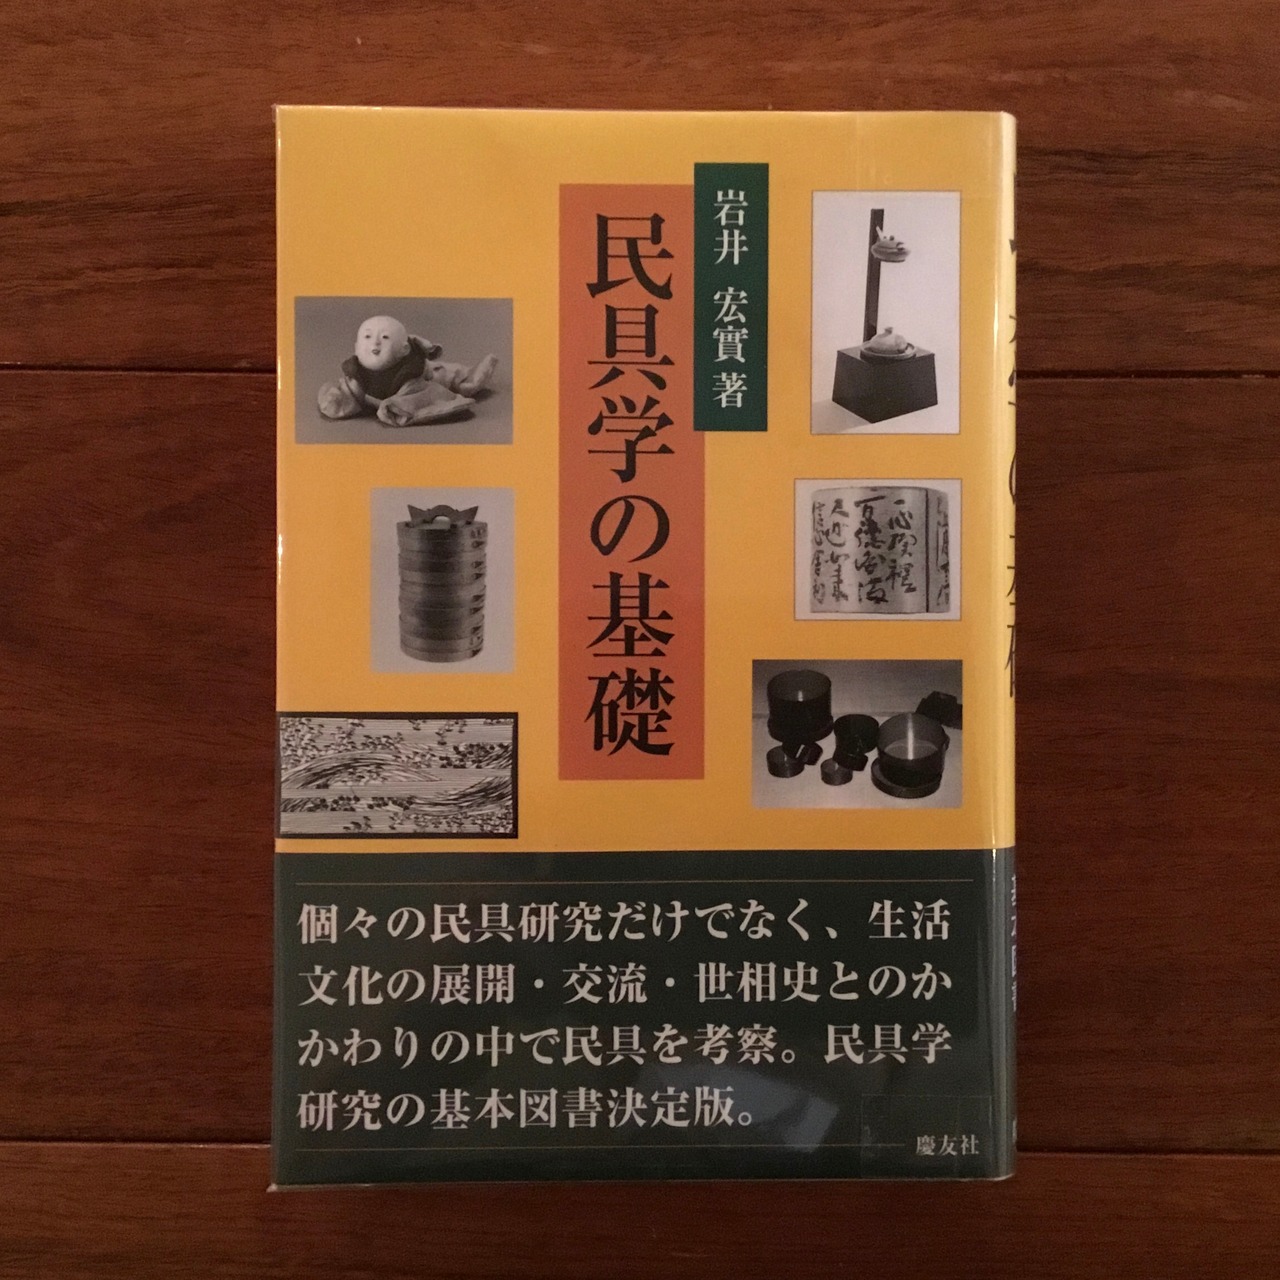 民具学の基礎
岩井 宏實 著
個々の民具研究だけでなく、生活
文化の展開・交流・世相史とのか
かわりの中で民具を考察。民具学
研究の基本図書決定版。
慶友社